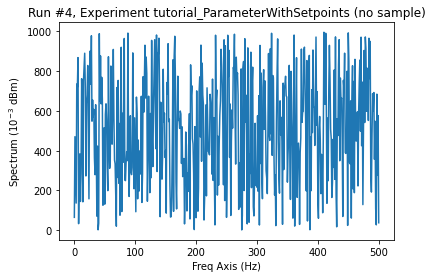 Run #4, Experiment tutorial_ParameterWithSetpoints (no sample)
1000
800
600
400
200
0
Spectrum (10⁻³ dBm)
0 100 200 300 400 500
Freq Axis (Hz)